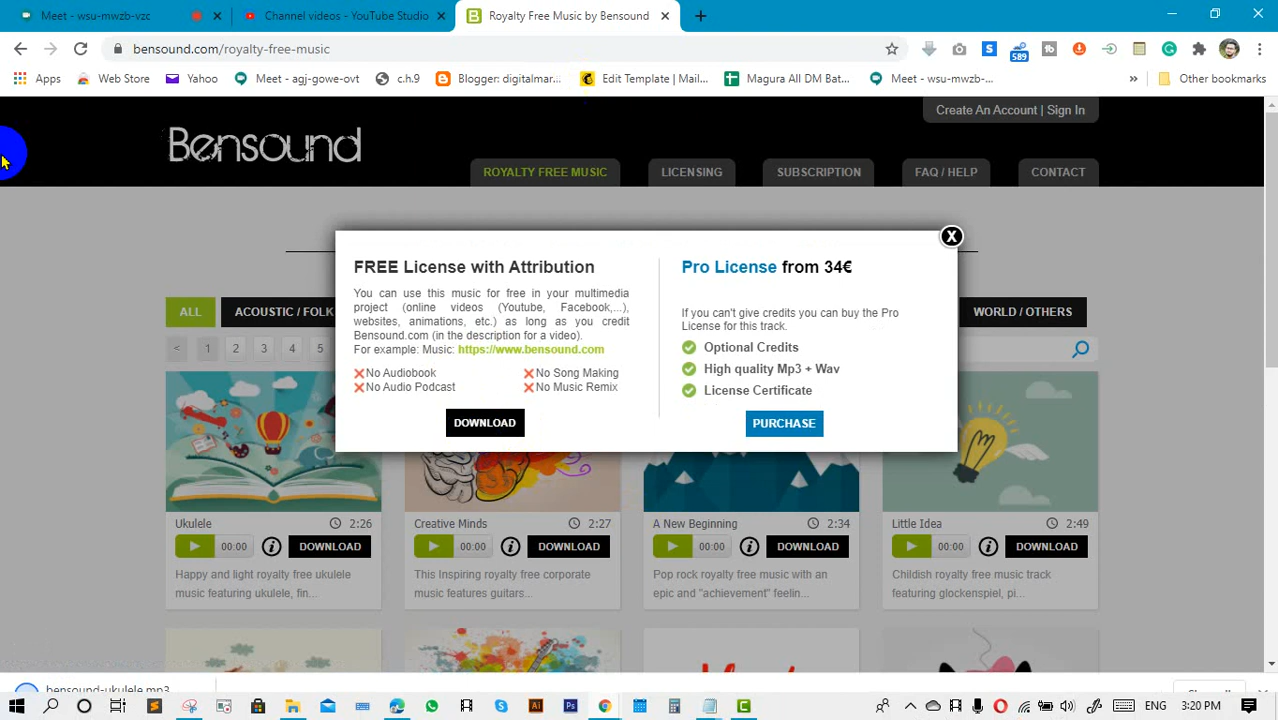 Meet - wsu-mwzb-vzc
Channel videos - YouTube Studio
Royalty Free Music by Bensound
bensound.com/royalty-free-music
589
Apps
Web Store
Yahoo
Meet - agj-gowe-ovt
c.h.9
Blogger: digitalmar...
Edit Template | Mail...
Magura All DM Bat...
Meet - wsu-mwzb-...
»
Other bookmarks
Create An Account | Sign In
Bensound
ROYALTY FREE MUSIC
LICENSING
SUBSCRIPTION
FAQ / HELP
CONTACT
X
FREE License with Attribution
You can use this music for free in your multimedia
project (online videos (Youtube, Facebook,...),
websites, animations, etc.) as long as you credit
Bensound.com (in the description for a video).
For example: Music: https://www.bensound.com
No Audiobook
No Song Making
No Audio Podcast
No Music Remix
DOWNLOAD
Pro License from 34€
If you can't give credits you can buy the Pro
License for this track.
Optional Credits
High quality Mp3 + Wav
License Certificate
PURCHASE
ALL
ACOUSTIC / FOLK
WORLD / OTHERS
< 1 2 3 4 5
Ukulele 2:26
00:00 DOWNLOAD
Happy and light royalty free ukulele
music featuring ukulele, fin...
Creative Minds 2:27
00:00 DOWNLOAD
This Inspiring royalty free corporate
music features guitars...
A New Beginning 2:34
00:00 DOWNLOAD
Pop rock royalty free music with an
epic and "achievement" feelin...
Little Idea 2:49
00:00 DOWNLOAD
Childish royalty free music track
featuring glockenspiel, pi...
bensound-ukulele.mp3
ENG
3:20 PM